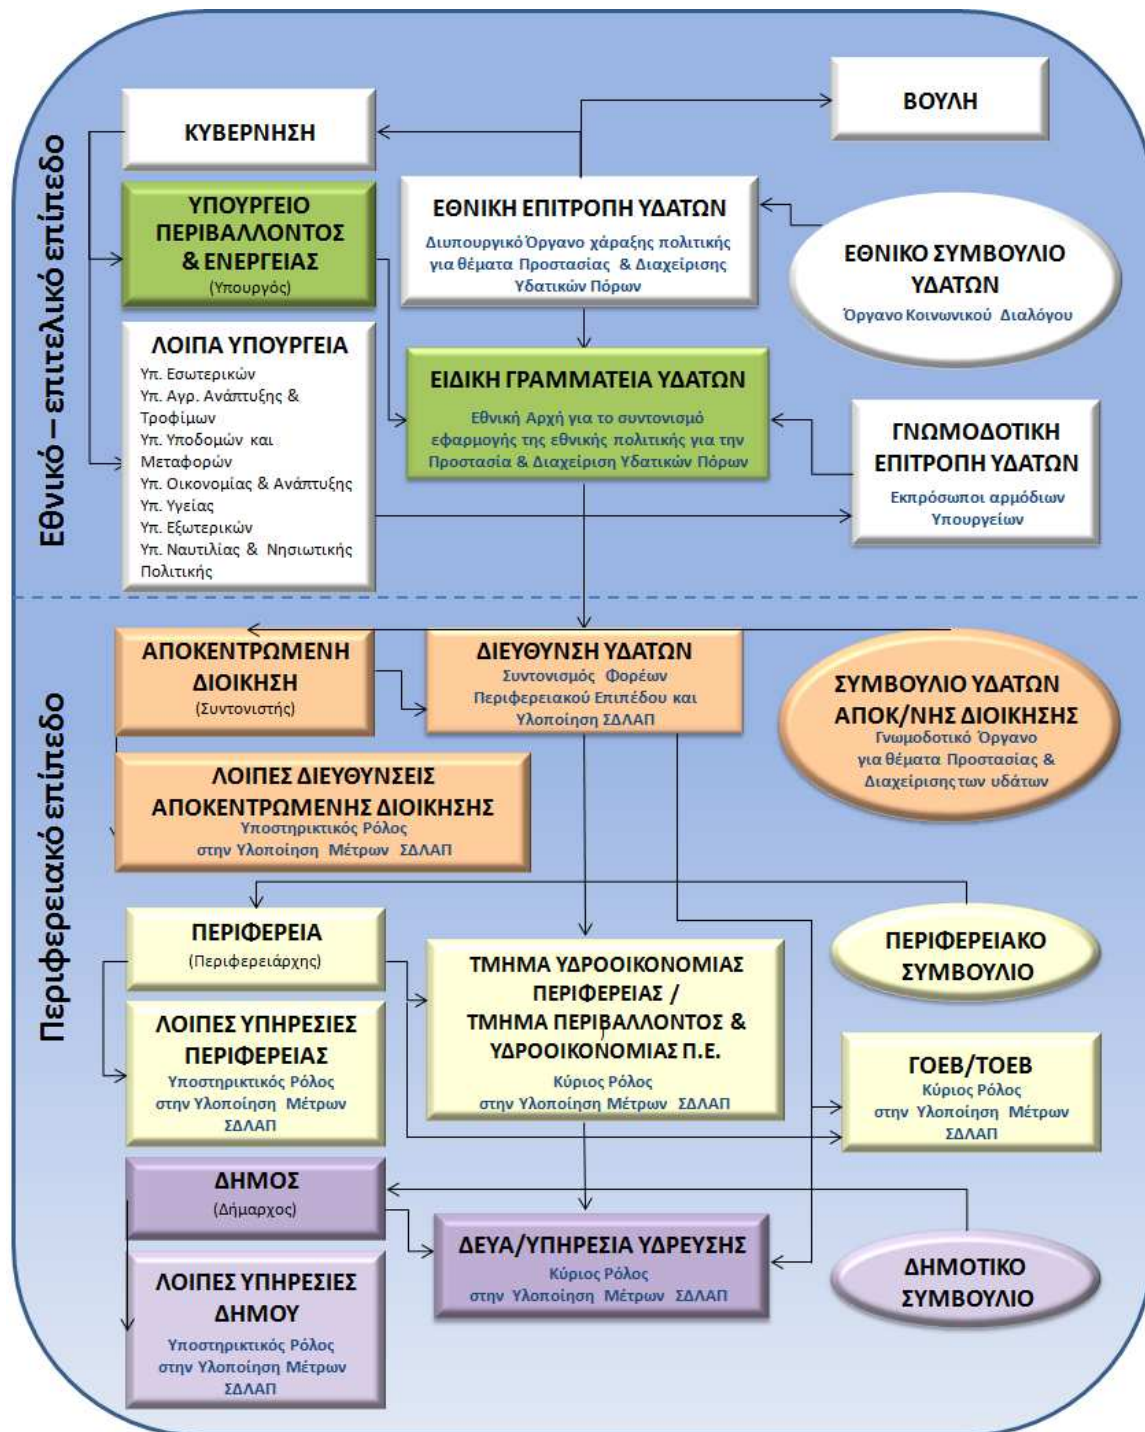 Εθνικό – επιτελικό επίπεδο
ΚΥΒΕΡΝΗΣΗ
ΒΟΥΛΗ
ΥΠΟΥΡΓΕΙΟ
ΠΕΡΙΒΑΛΛΟΝΤΟΣ
& ΕΝΕΡΓΕΙΑΣ
(Υπουργός)
ΕΘΝΙΚΗ ΕΠΙΤΡΟΠΗ ΥΔΑΤΩΝ
Διυπουργικό Όργανο χάραξης πολιτικής
για θέματα Προστασίας & Διαχείρισης
Υδατικών Πόρων
ΕΘΝΙΚΟ ΣΥΜΒΟΥΛΙΟ
ΥΔΑΤΩΝ
Όργανο Κοινωνικού Διαλόγου
ΛΟΙΠΑ ΥΠΟΥΡΓΕΙΑ
Υπ. Εσωτερικών
Υπ. Αγρ. Ανάπτυξης &
Τροφίμων
Υπ. Υποδομών και
Μεταφορών
Υπ. Οικονομίας & Ανάπτυξης
Υπ. Υγείας
Υπ. Εξωτερικών
Υπ. Ναυτιλίας & Νησιωτικής
Πολιτικής
ΕΙΔΙΚΗ ΓΡΑΜΜΑΤΕΙΑ ΥΔΑΤΩΝ
Εθνική Αρχή για το συντονισμό
εφαρμογής της εθνικής πολιτικής για την
Προστασία & Διαχείριση Υδατικών Πόρων
ΓΝΩΜΟΔΟΤΙΚΗ
ΕΠΙΤΡΟΠΗ ΥΔΑΤΩΝ
Εκπρόσωποι αρμόδιων
Υπουργείων
Περιφερειακό επίπεδο
ΑΠΟΚΕΝΤΡΩΜΕΝΗ
ΔΙΟΙΚΗΣΗ
(Συντονιστής)
ΔΙΕΥΘΥΝΣΗ ΥΔΑΤΩΝ
Συντονισμός Φορέων
Περιφερειακού Επιπέδου και
Υλοποίηση ΣΔΛΑΠ
ΣΥΜΒΟΥΛΙΟ ΥΔΑΤΩΝ
ΑΠΟΚ/ΝΗΣ ΔΙΟΙΚΗΣΗΣ
Γνωμοδοτικό Όργανο
για θέματα Προστασίας &
Διαχείρισης των υδάτων
ΛΟΙΠΕΣ ΔΙΕΥΘΥΝΣΕΙΣ
ΑΠΟΚΕΝΤΡΩΜΕΝΗΣ ΔΙΟΙΚΗΣΗΣ
Υποστηρικτικός Ρόλος
στην Υλοποίηση Μέτρων ΣΔΛΑΠ
ΠΕΡΙΦΕΡΕΙΑ
(Περιφερειάρχης)
ΤΜΗΜΑ ΥΔΡΟΟΙΚΟΝΟΜΙΑΣ
ΠΕΡΙΦΕΡΕΙΑΣ /
ΤΜΗΜΑ ΠΕΡΙΒΑΛΛΟΝΤΟΣ &
ΥΔΡΟΟΙΚΟΝΟΜΙΑΣ Π.Ε.
Κύριος Ρόλος
στην Υλοποίηση Μέτρων ΣΔΛΑΠ
ΠΕΡΙΦΕΡΕΙΑΚΟ
ΣΥΜΒΟΥΛΙΟ
ΛΟΙΠΕΣ ΥΠΗΡΕΣΙΕΣ
ΠΕΡΙΦΕΡΕΙΑΣ
Υποστηρικτικός Ρόλος
στην Υλοποίηση Μέτρων
ΣΔΛΑΠ
ΓΟΕΒ/ΤΟΕΒ
Κύριος Ρόλος
στην Υλοποίηση Μέτρων
ΣΔΛΑΠ
ΔΗΜΟΣ
(Δήμαρχος)
ΔΕΥΑ/ΥΠΗΡΕΣΙΑ ΥΔΡΕΥΣΗΣ
Κύριος Ρόλος
στην Υλοποίηση Μέτρων ΣΔΛΑΠ
ΔΗΜΟΤΙΚΟ
ΣΥΜΒΟΥΛΙΟ
ΛΟΙΠΕΣ ΥΠΗΡΕΣΙΕΣ
ΔΗΜΟΥ
Υποστηρικτικός Ρόλος
στην Υλοποίηση Μέτρων
ΣΔΛΑΠ